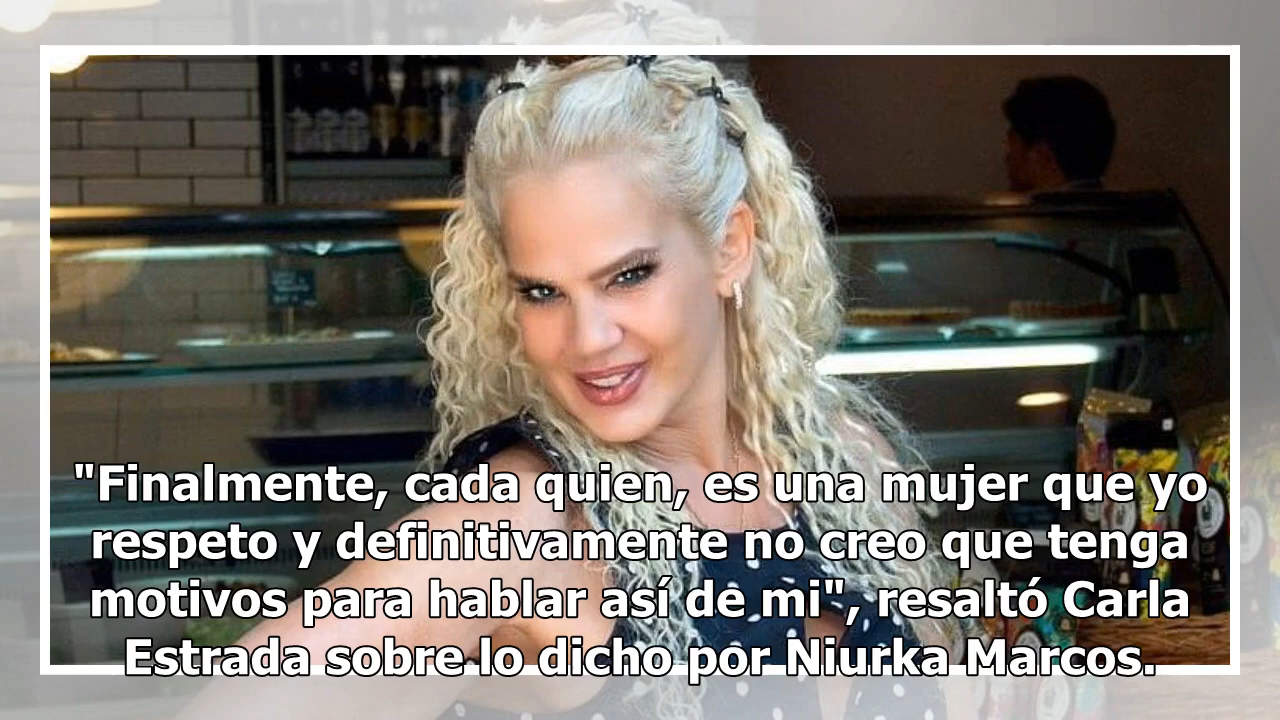 "Finalmente, cada quien, es una mujer que yo
respeto y definitivamente no creo que tenga
motivos para hablar así de mi", resaltó Carla
Estrada sobre lo dicho por Niurka Marcos.